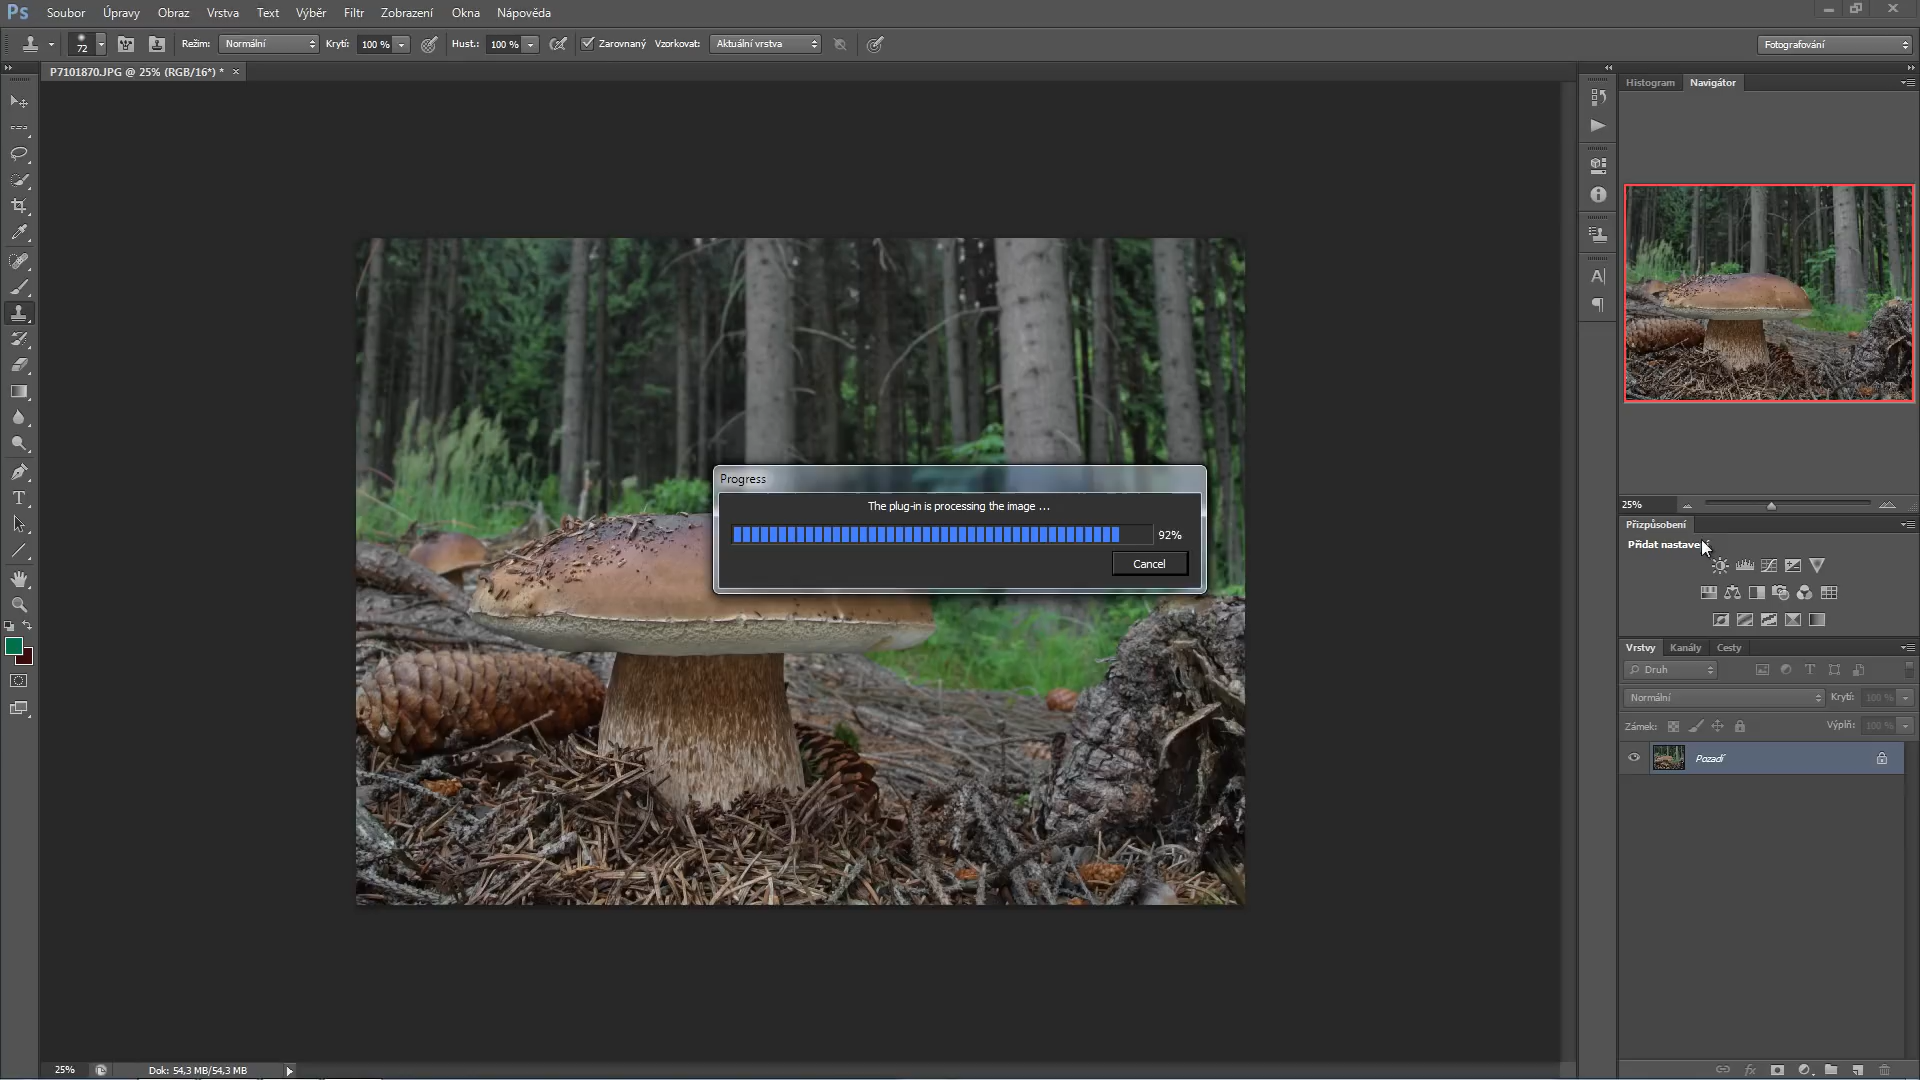 Ps Soubor Úpravy Obraz Vrstva Text Výběr Filtr Zobrazení Okna Nápověda
72 Režim: Normální Krytí: 100 % Hust.: 100 % Zarovnaný Vzorkovat: Aktuální vrstva Fotografování
P7101870.JPG @ 25% (RGB/16*) * ×
Histogram Navigátor
Progress
The plug-in is processing the image ...
92%
Cancel
25%
Přizpůsobení
Přidat nastave
Vrstvy Kanály Cesty
Druh
Normální Krytí: 100 %
Zámek: Výplň: 100 %
Pozadí
25% Dok: 54,3 MB/54,3 MB